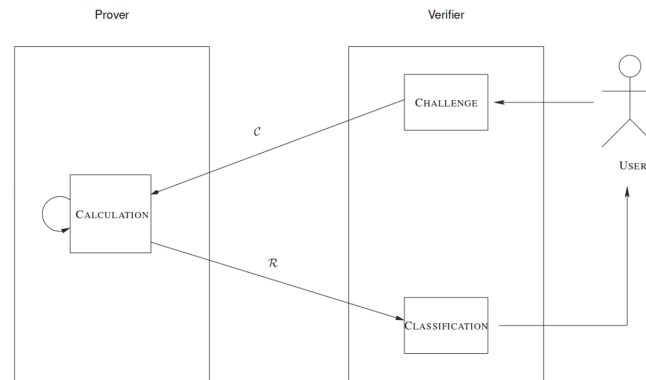 Prover
Verifier
CHALLENGE
C
USER
CALCULATION
R
CLASSIFICATION